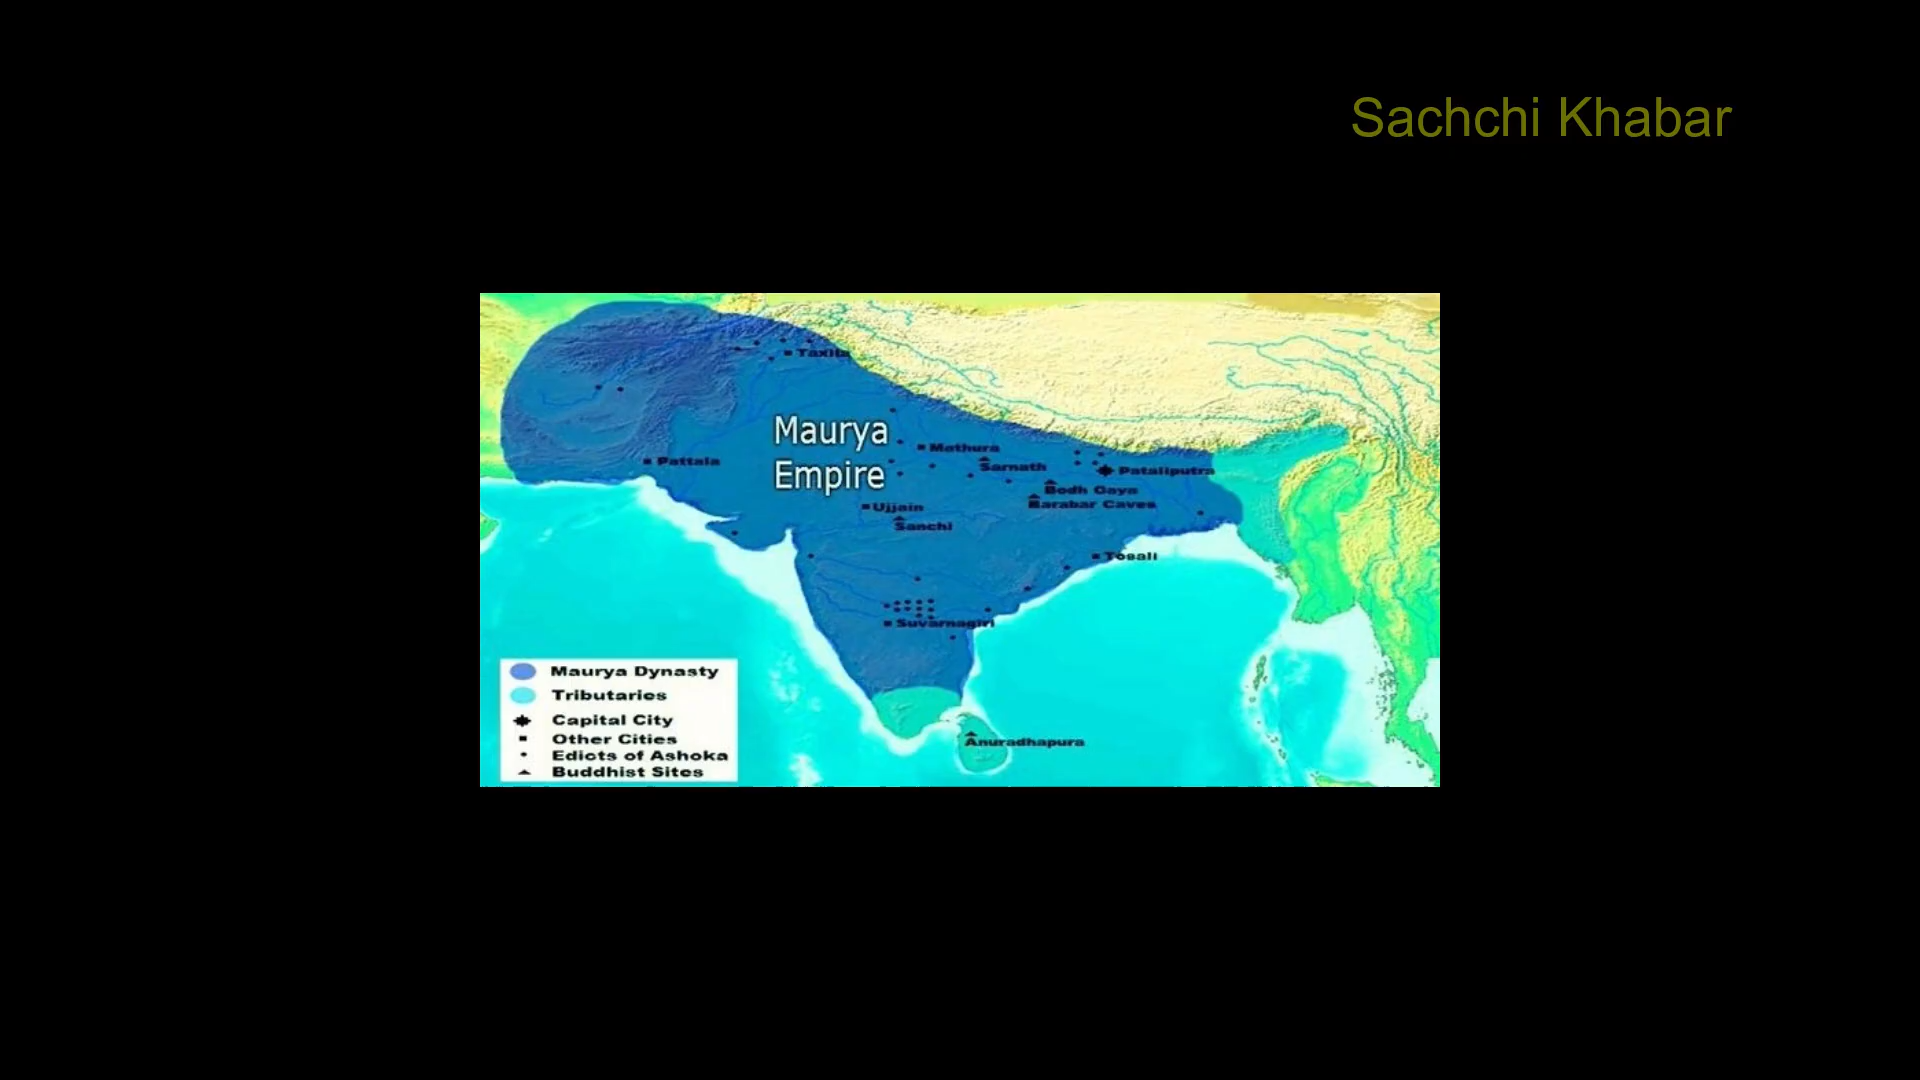 Sachchi Khabar
Taxila
Maurya
Empire
Mathura
Pattala
Sarnath
Pataliputra
Bodh Gaya
Barabar Caves
Ujjain
Sanchi
Tosali
Suvarnagiri
Maurya Dynasty
Tributaries
Capital City
Other Cities
Edicts of Ashoka
Buddhist Sites
Anuradhapura